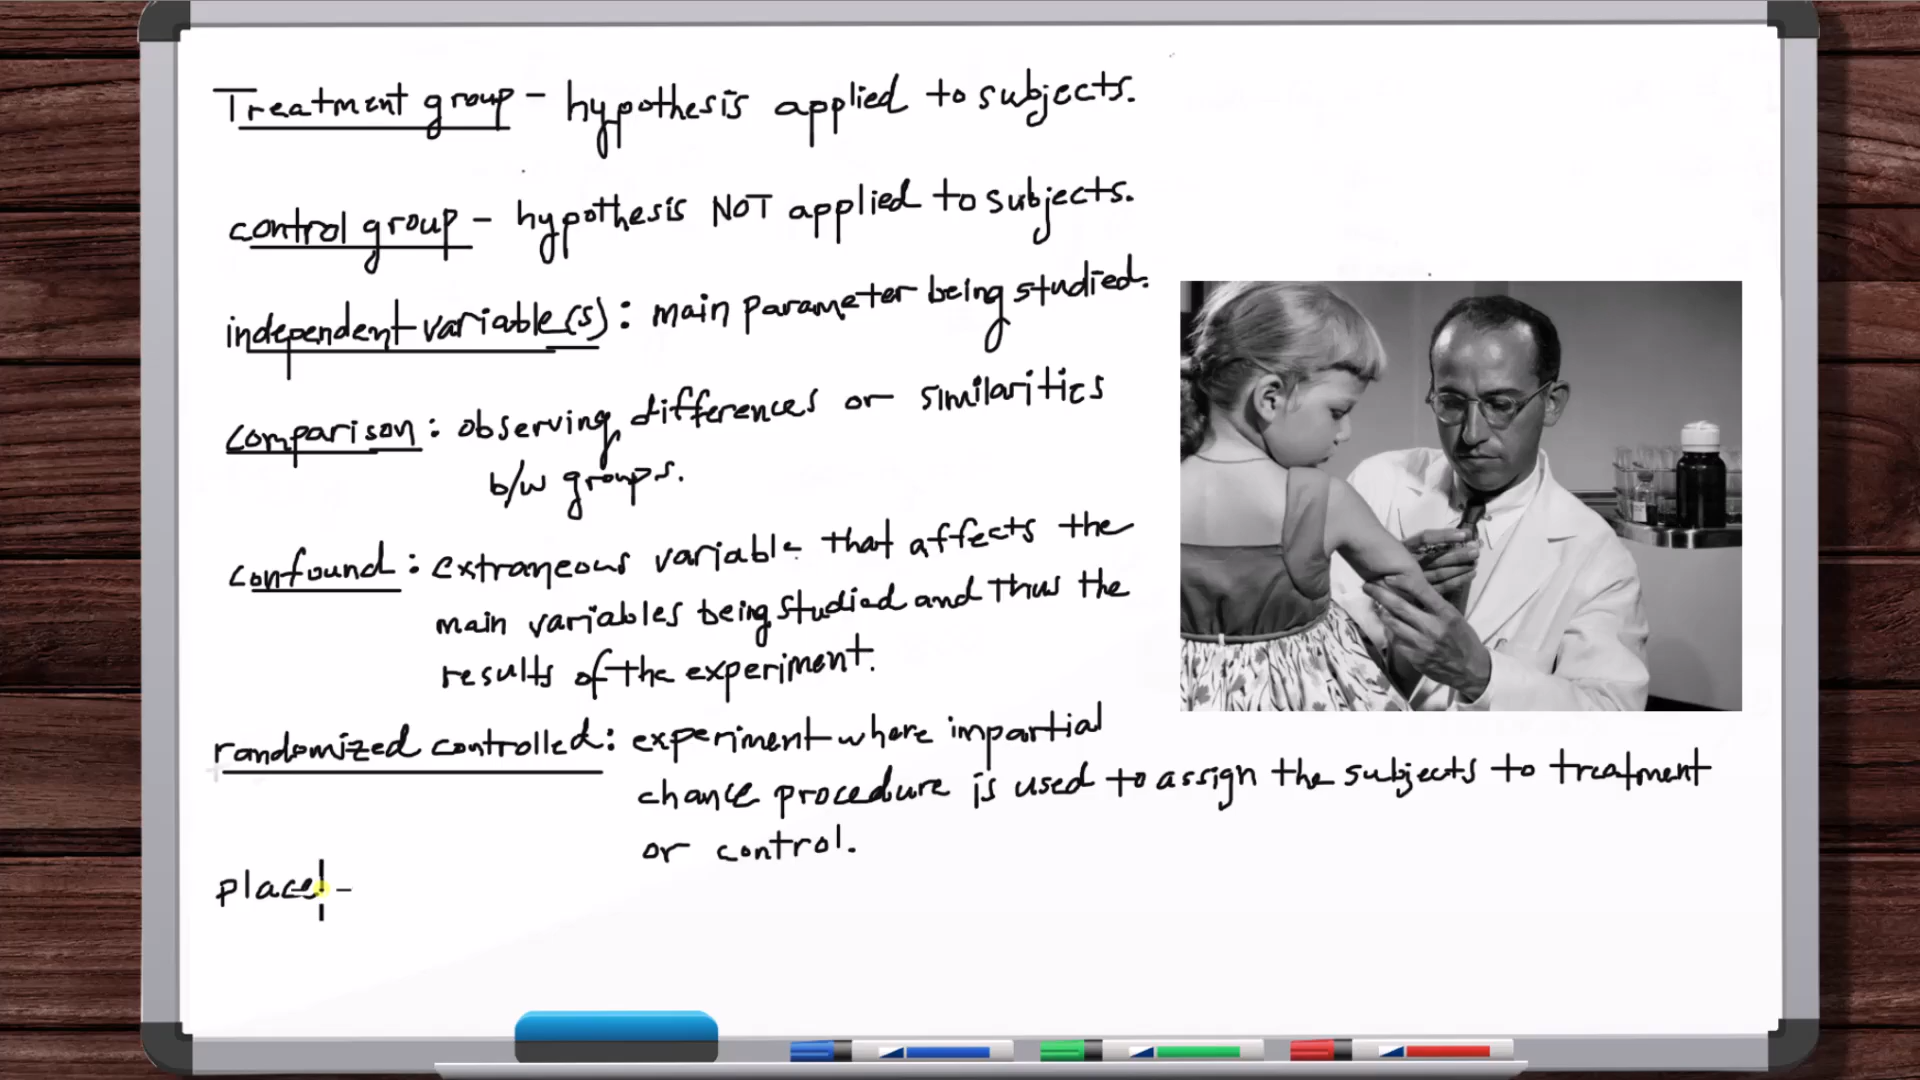 Treatment group - hypothesis applied to subjects.
control group - hypothesis NOT applied to subjects.
independent variable(s): main parameter being studied.
comparison: observing differences or similarities
b/w groups.
confound: extraneous variable that affects the
main variables being studied and thus the
results of the experiment.
randomized controlled: experiment where impartial
chance procedure is used to assign the subjects to treatment
or control.
place